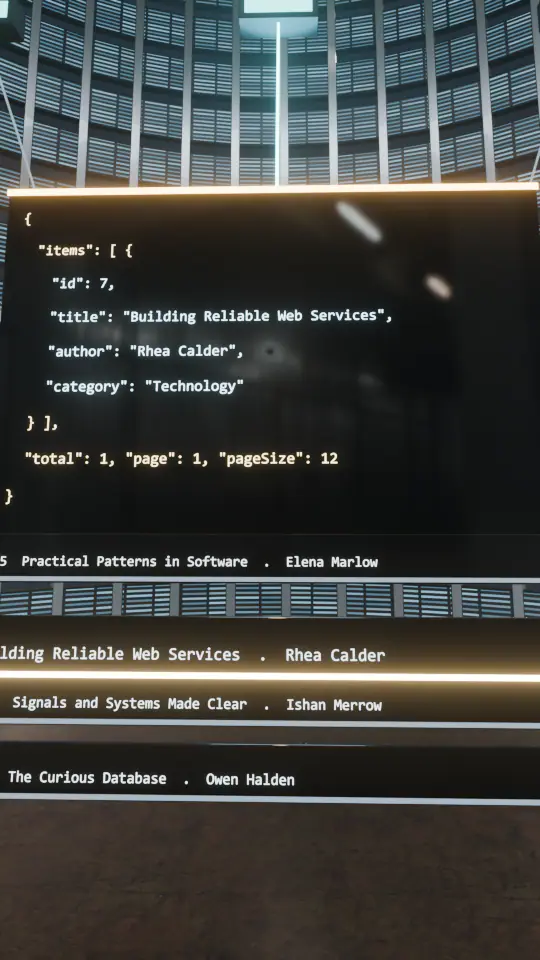 {
"items": [ {
"id": 7,
"title": "Building Reliable Web Services",
"author": "Rhea Calder",
"category": "Technology"
} ],
"total": 1, "page": 1, "pageSize": 12
}
5 Practical Patterns in Software . Elena Marlow
lding Reliable Web Services . Rhea Calder
Signals and Systems Made Clear . Ishan Merrow
The Curious Database . Owen Halden